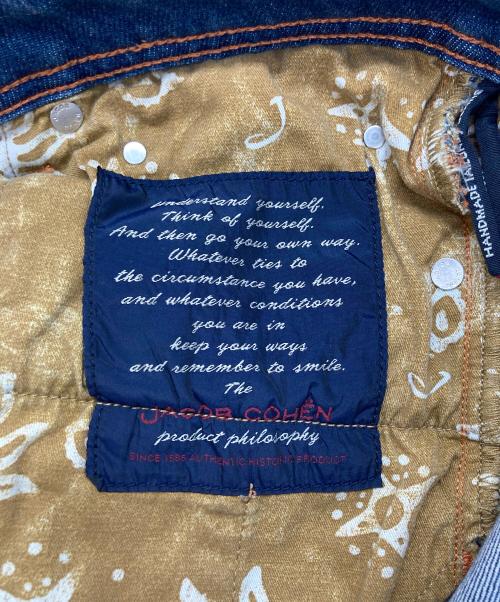 understand yourself.
Think of yourself.
And then go your own way.
Whatever ties to
the circumstance you have,
and whatever conditions
you are in
keep your ways
and remember to smile.
The
JACOB COHËN
product philosophy
SINCE 1985 AUTHENTIC HISTORIC PRODUCT
HANDMADE TAILOR